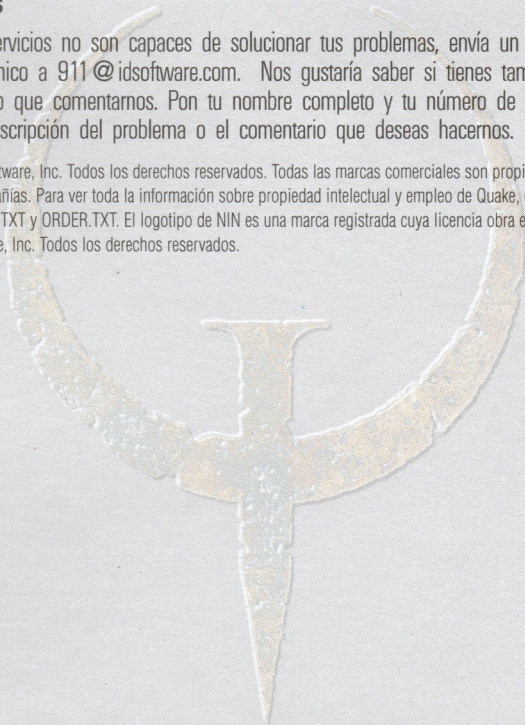 s
ervicios no son capaces de solucionar tus problemas, envía un
nico a 911@idsoftware.com. Nos gustaría saber si tienes tam
o que comentarnos. Pon tu nombre completo y tu número de
scripción del problema o el comentario que deseas hacernos.
tware, Inc. Todos los derechos reservados. Todas las marcas comerciales son propi
añías. Para ver toda la información sobre propiedad intelectual y empleo de Quake,
.TXT y ORDER.TXT. El logotipo de NIN es una marca registrada cuya licencia obra e
e, Inc. Todos los derechos reservados.